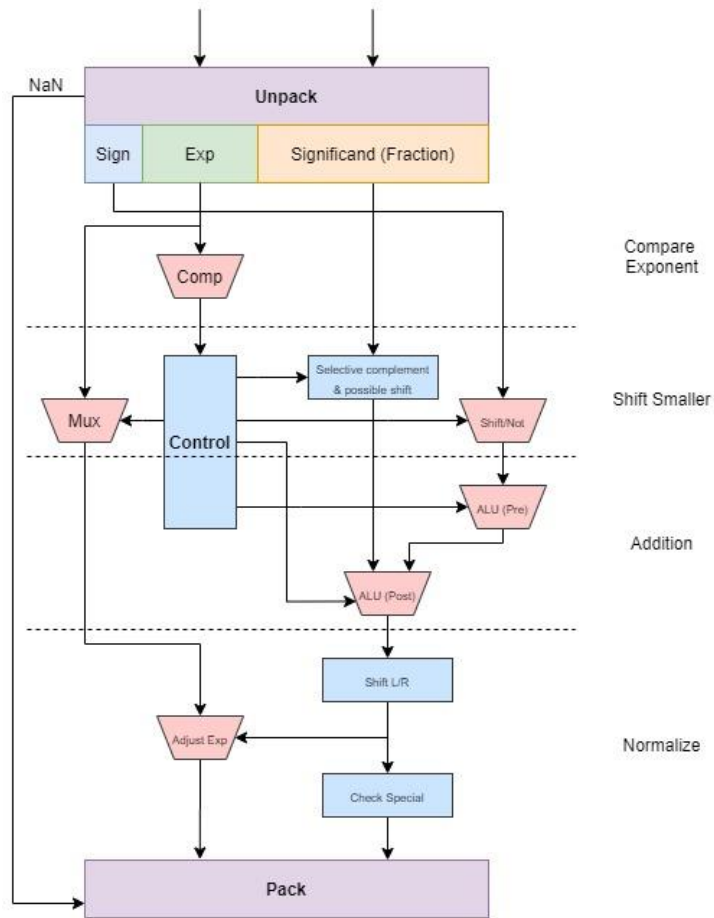 NaN
Unpack
Sign
Exp
Significand (Fraction)
Compare
Exponent
Comp
Selective complement
& possible shift
Shift Smaller
Mux
Control
Shift/Not
ALU (Pre)
Addition
ALU (Post)
Shift L/R
Adjust Exp
Normalize
Check Special
Pack